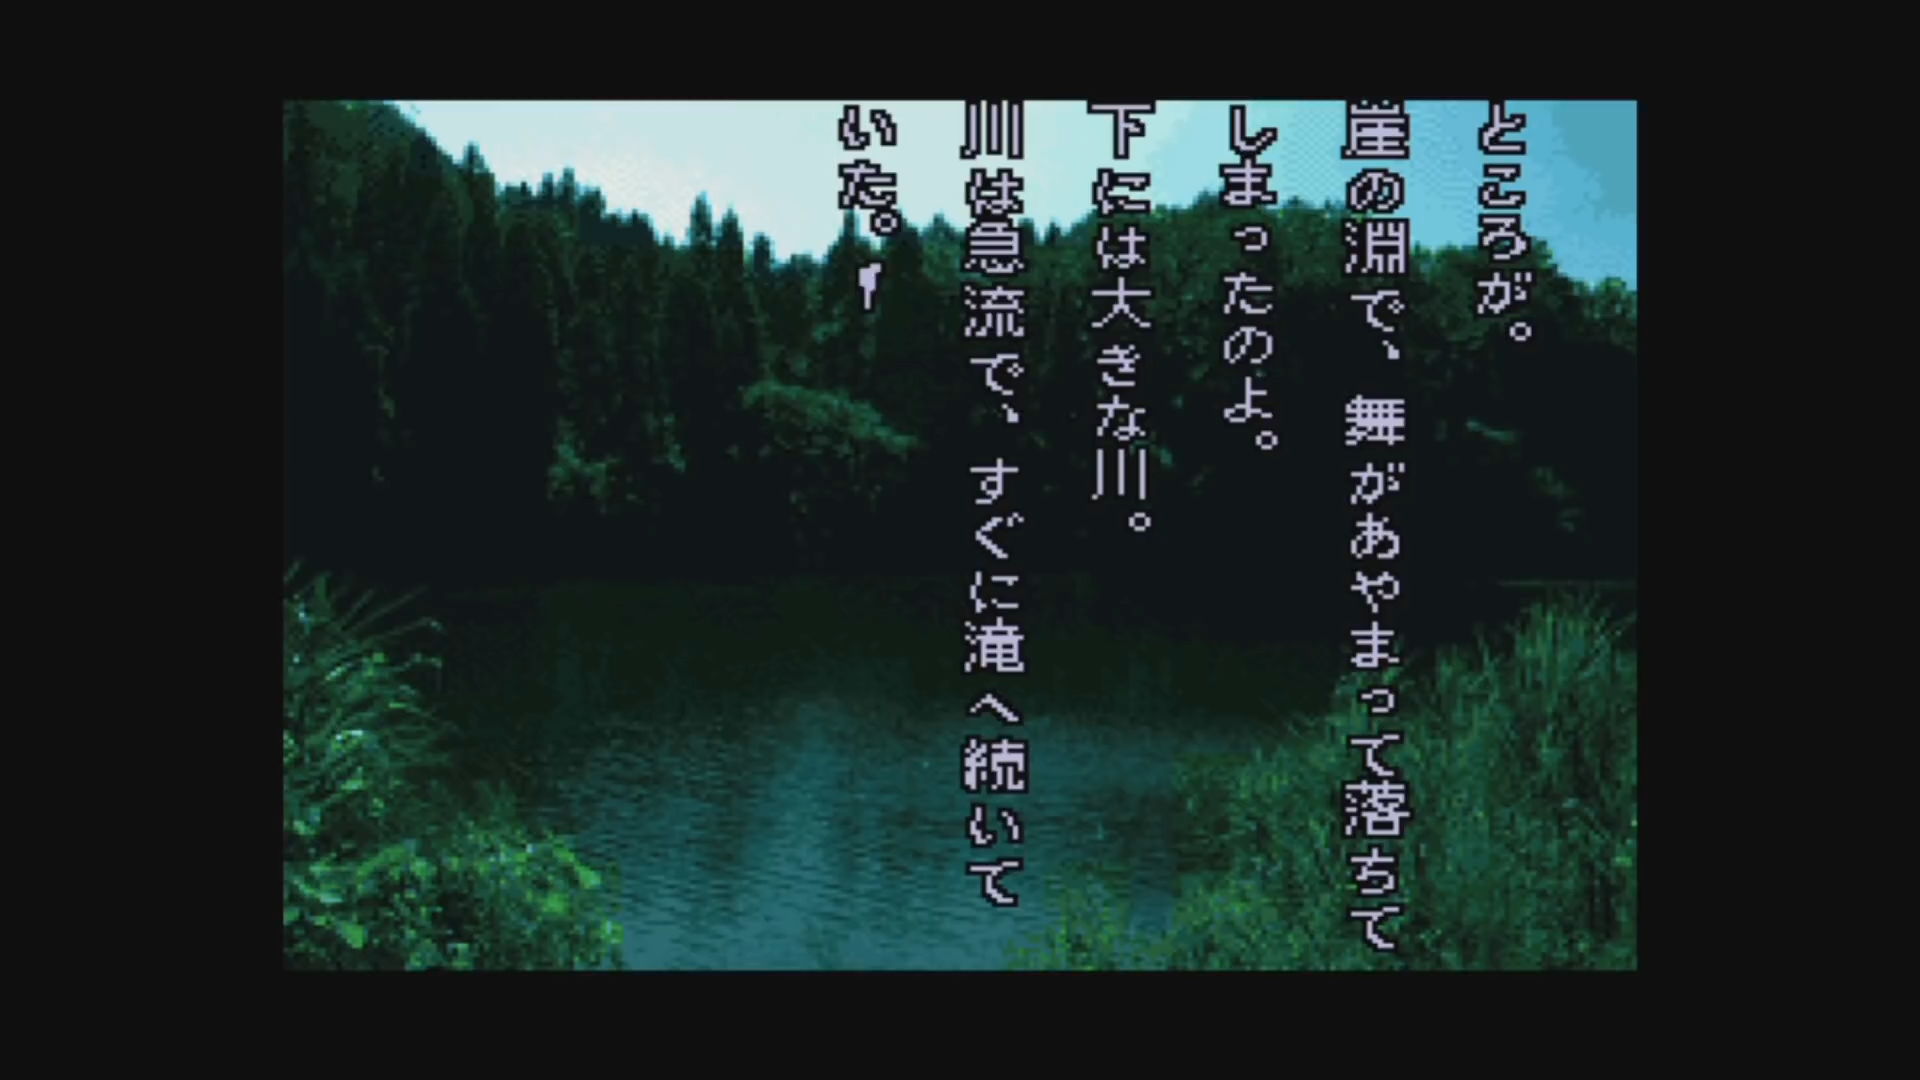 ところが。
崖の淵で、舞があやまって落ちて
しまったのよ。
下には大きな川。
川は急流で、すぐに滝へ続いて
いた。